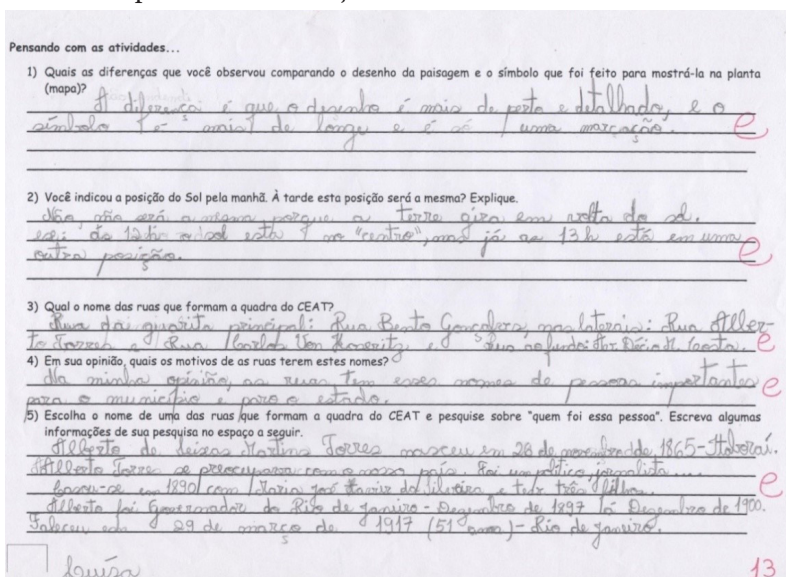 Pensando com as atividades...
1) Quais as diferenças que você observou comparando o desenho da paisagem e o símbolo que foi feito para mostrá-la na planta
(mapa)?
A diferença é que o desenho é mais de perto e detalhado, e o
símbolo é mais de longe e é só uma marcação. e
2) Você indicou a posição do Sol pela manhã. À tarde esta posição será a mesma? Explique.
Não, não será a mesma porque a terra gira em volta do sol.
ex: às 12h o sol está no "centro", mas já as 13h está em uma
outra posição. e
3) Qual o nome das ruas que formam a quadra do CEAT?
Rua da guarita principal: Rua Bento Gonçalves, nas laterais: Rua Alber-
to Torres e Rua Carlos Von Koseritz e Rua no fundo: Av. Décio M. Costa. e
4) Em sua opinião, quais os motivos de as ruas terem estes nomes?
Na minha opinião, as ruas tem esses nomes de pessoas importantes
para o município e para o estado. e
5) Escolha o nome de uma das ruas que formam a quadra do CEAT e pesquise sobre "quem foi essa pessoa". Escreva algumas
informações de sua pesquisa no espaço a seguir.
Alberto de Seixas Martins Torres nasceu em 26 de novembro de 1865-Itaboraí.
Alberto Torres se preocupava com o nosso país. Foi um político jornalista...
Casou-se em 1890 com Maria José Xavier da Silveira e teve três filhos. e
Alberto foi Governador do Rio de janeiro - Dezembro de 1897 Dezembro de 1900.
Faleceu em 29 de março de 1917 (51 anos) - Rio de janeiro.
Luísa
13